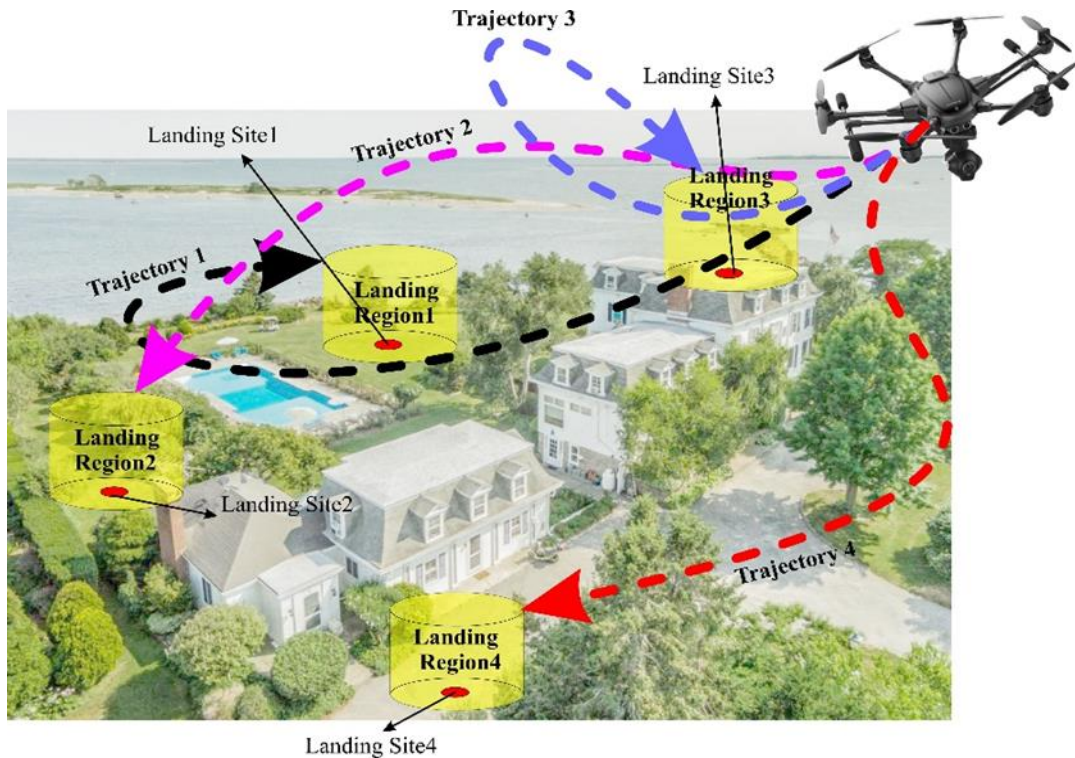 Trajectory 3
Landing Site3
Landing Site1
Trajectory 2
Landing
Region3
Trajectory 1
Landing
Region1
Landing
Region2
Landing Site2
Trajectory 4
Landing
Region4
Landing Site4